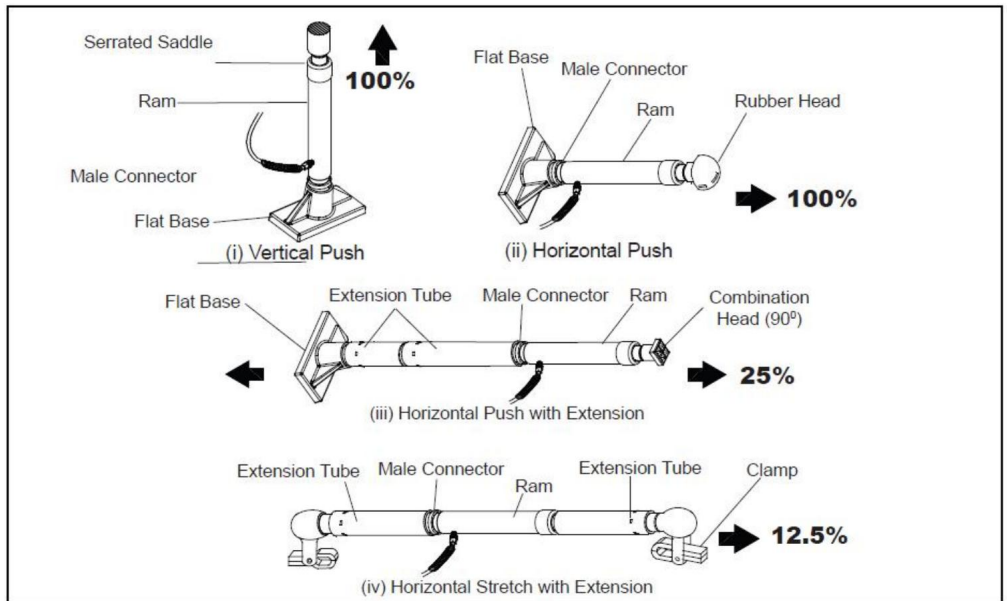 Serrated Saddle
100%
Ram
Male Connector
Flat Base
(i) Vertical Push
Flat Base
Male Connector
Ram
Rubber Head
100%
(ii) Horizontal Push
Flat Base
Extension Tube
Male Connector
Ram
Combination
Head (90⁰)
25%
(iii) Horizontal Push with Extension
Extension Tube
Male Connector
Ram
Extension Tube
Clamp
12.5%
(iv) Horizontal Stretch with Extension